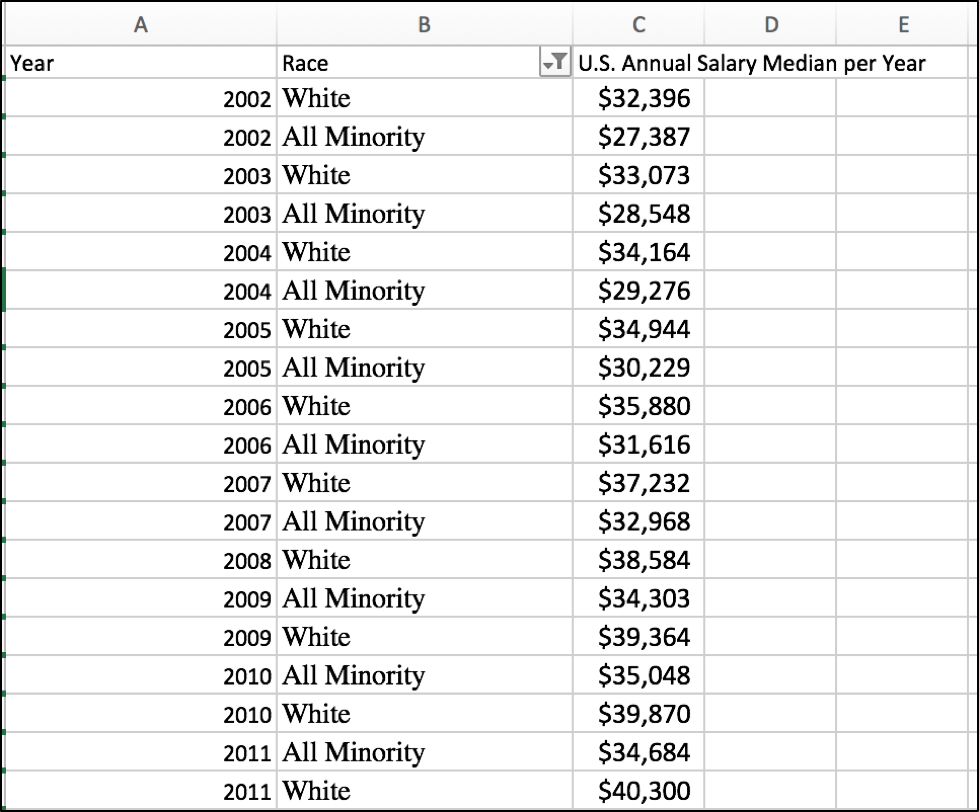 A B C D E
Year Race U.S. Annual Salary Median per Year
2002 White $32,396
2002 All Minority $27,387
2003 White $33,073
2003 All Minority $28,548
2004 White $34,164
2004 All Minority $29,276
2005 White $34,944
2005 All Minority $30,229
2006 White $35,880
2006 All Minority $31,616
2007 White $37,232
2007 All Minority $32,968
2008 White $38,584
2009 All Minority $34,303
2009 White $39,364
2010 All Minority $35,048
2010 White $39,870
2011 All Minority $34,684
2011 White $40,300